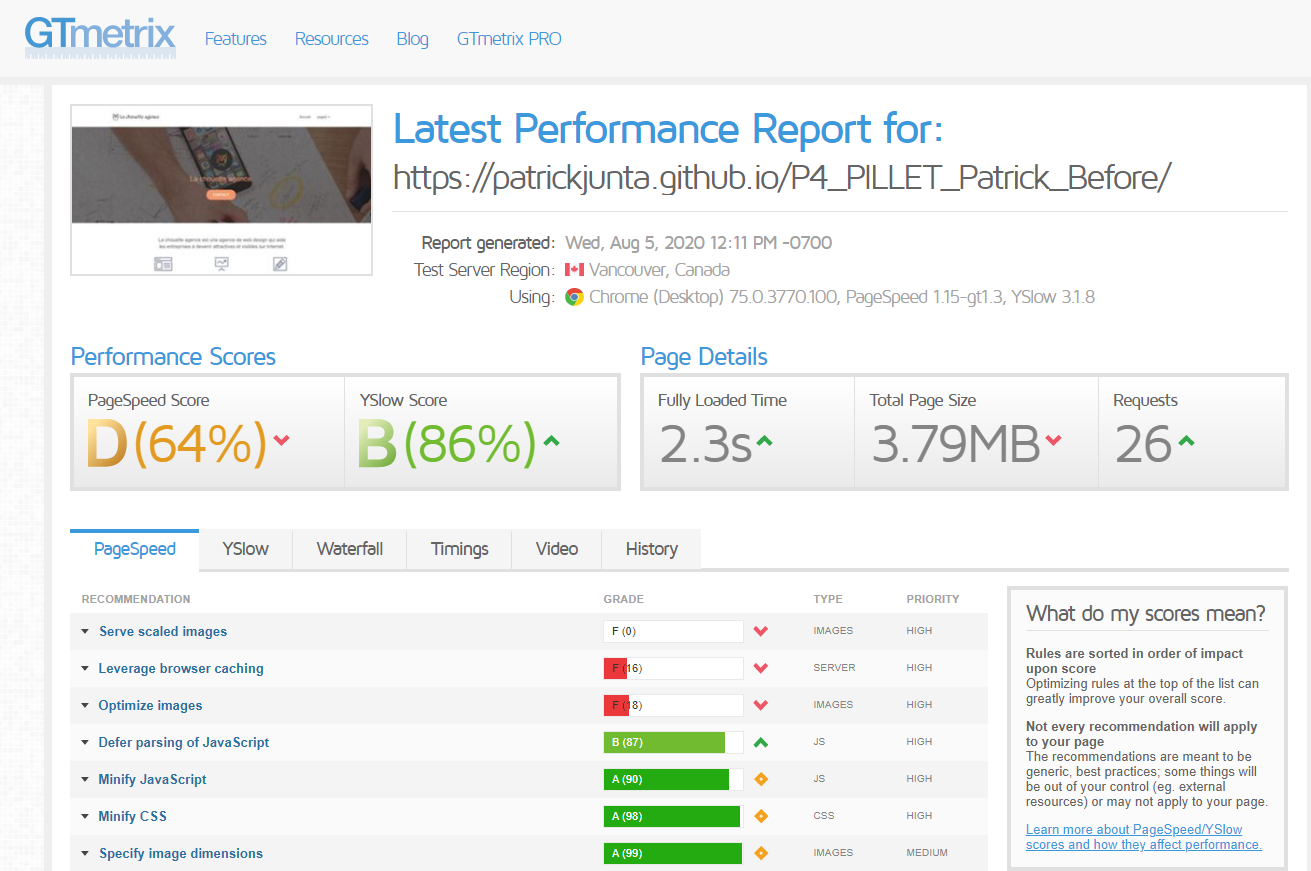 GTmetrix
Features Resources Blog GTmetrix PRO
La chouette agence
La chouette agence
La chouette agence est une agence de web design qui aide
les entreprises à devenir attractives et visibles sur Internet
Latest Performance Report for:
https://patrickjunta.github.io/P4_PILLET_Patrick_Before/
Report generated: Wed, Aug 5, 2020 12:11 PM -0700
Test Server Region: Vancouver, Canada
Using: Chrome (Desktop) 75.0.3770.100, PageSpeed 1.15-gt1.3, YSlow 3.1.8
Performance Scores
PageSpeed Score
D (64%)
YSlow Score
B (86%)
Page Details
Fully Loaded Time
2.3s
Total Page Size
3.79MB
Requests
26
PageSpeed YSlow Waterfall Timings Video History
RECOMMENDATION GRADE TYPE PRIORITY
Serve scaled images F (0) IMAGES HIGH
Leverage browser caching F (16) SERVER HIGH
Optimize images F (18) IMAGES HIGH
Defer parsing of JavaScript B (87) JS HIGH
Minify JavaScript A (90) JS HIGH
Minify CSS A (98) CSS HIGH
Specify image dimensions A (99) IMAGES MEDIUM
What do my scores mean?
Rules are sorted in order of impact
upon score
Optimizing rules at the top of the list can
greatly improve your overall score.
Not every recommendation will apply
to your page
The recommendations are meant to be
generic, best practices; some things will
be out of your control (eg. external
resources) or may not apply to your page.
Learn more about PageSpeed/YSlow
scores and how they affect performance.